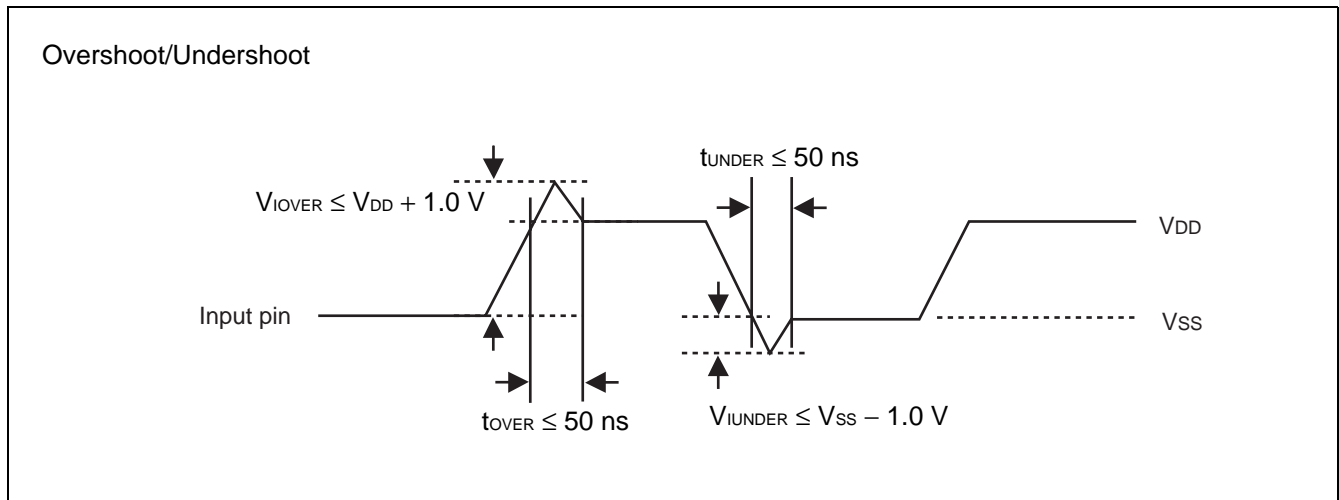 Overshoot/Undershoot
tUNDER ≤ 50 ns
VIOVER ≤ VDD + 1.0 V
VDD
Input pin
VSS
tOVER ≤ 50 ns
VIUNDER ≤ VSS − 1.0 V